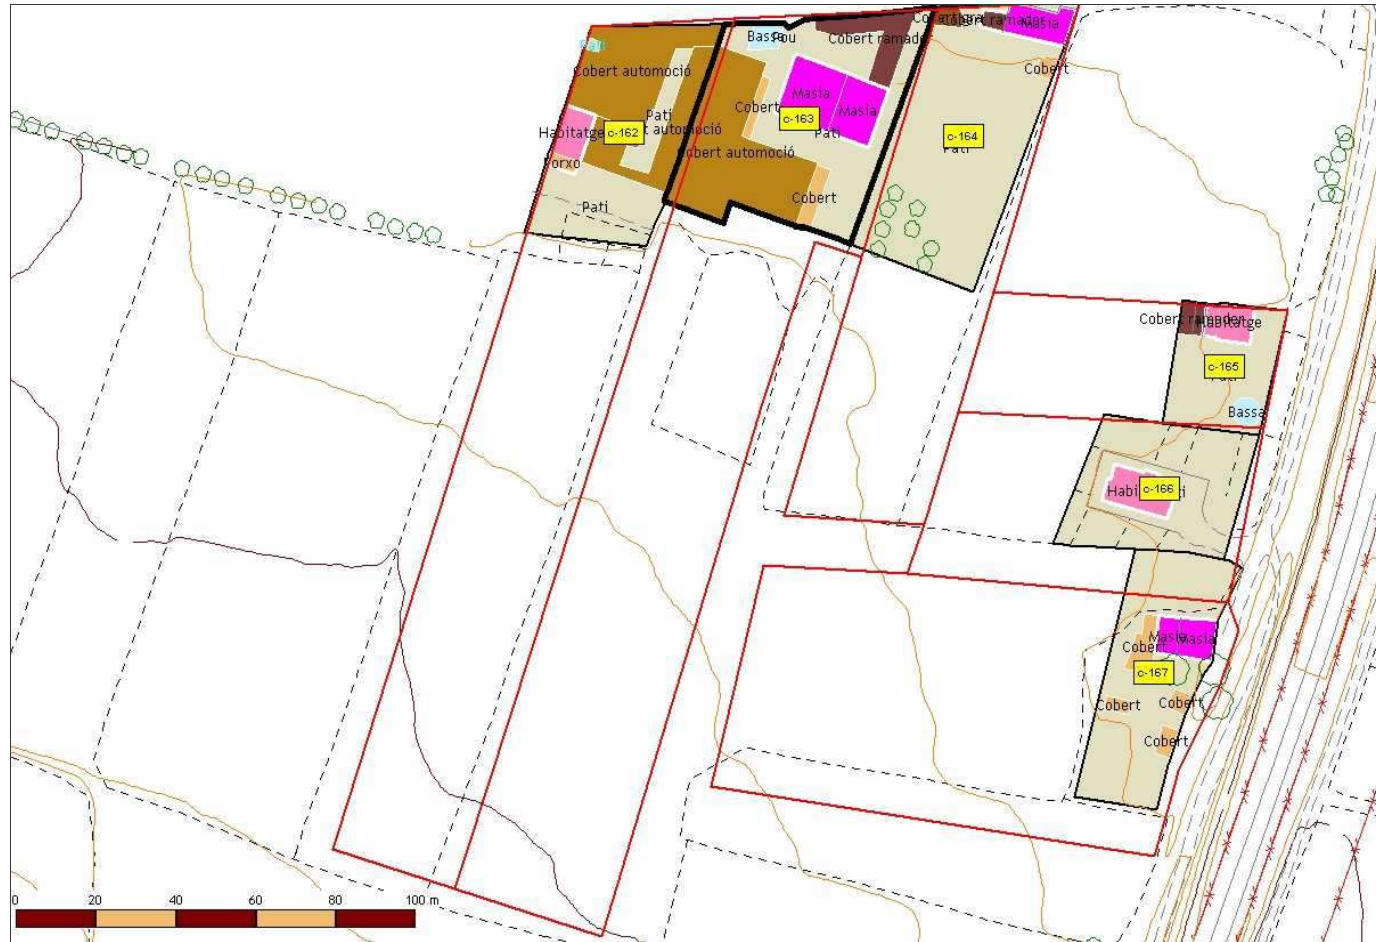 Cobert ramader
Masia
Bassa
Pou
Cobert ramader
Cobert
Cobert automoció
Pati
Masia
Masia
Cobert
c-163
Pati
c-164
Pati
Habitatge
c-162
Cobert automoció
Cobert automoció
Porxo
Pati
Cobert
Cobert ramader
Habitatge
c-165
Bassa
c-166
Masia
Masia
Cobert
c-167
Cobert
Cobert
Cobert
0 20 40 60 80 100 m